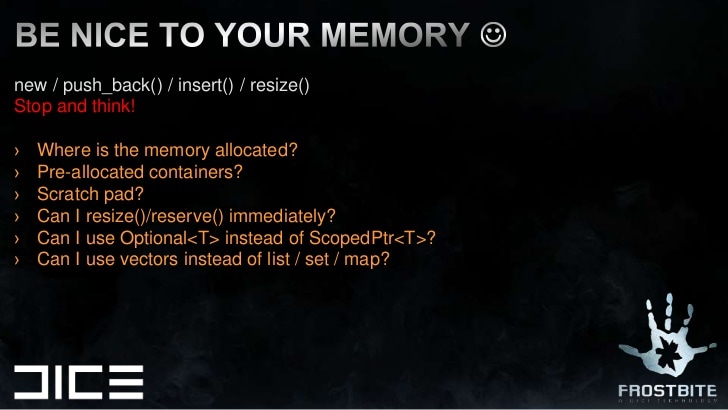 BE NICE TO YOUR MEMORY ☺
new / push_back() / insert() / resize()
Stop and think!
› Where is the memory allocated?
› Pre-allocated containers?
› Scratch pad?
› Can I resize()/reserve() immediately?
› Can I use Optional<T> instead of ScopedPtr<T>?
› Can I use vectors instead of list / set / map?
DICE
FROSTBITE
A DICE TECHNOLOGY